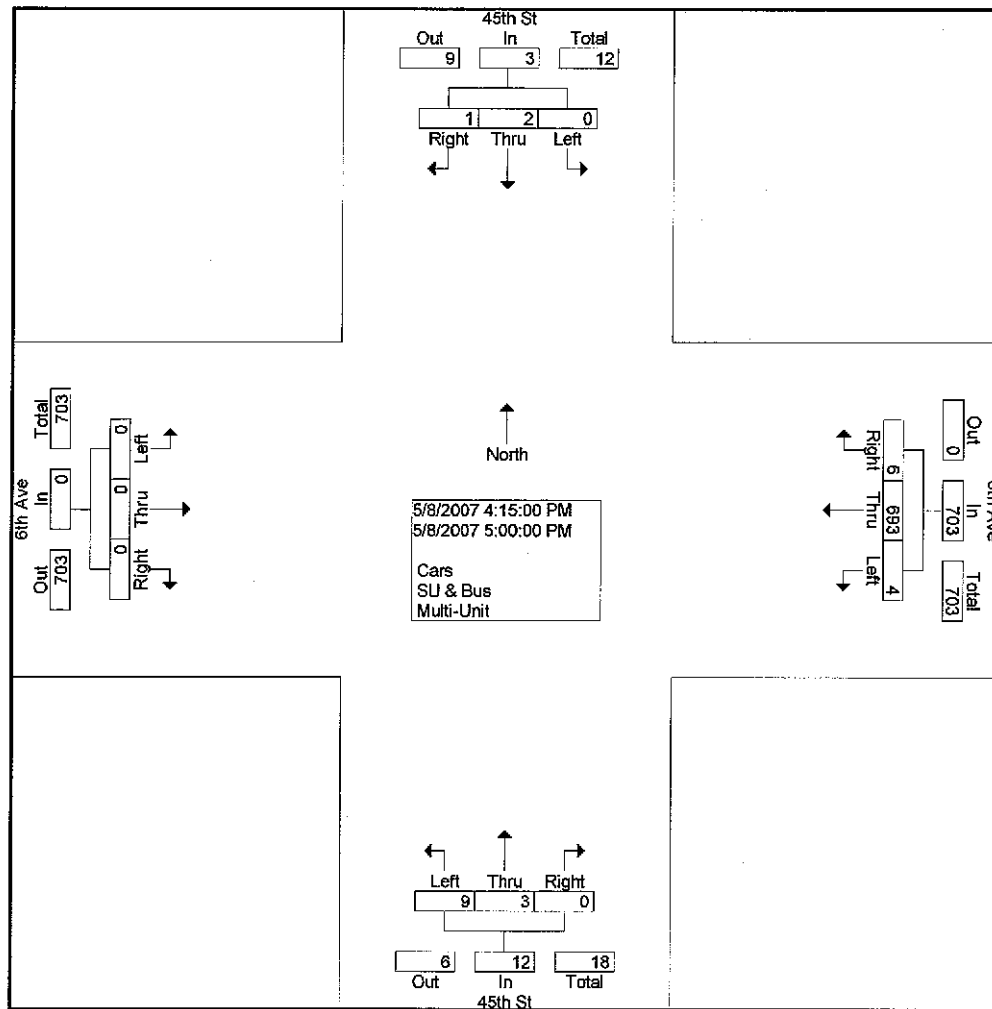 45th St
Out In Total
9 3 12
1 2 0
Right Thru Left
Total
703
In
0
Out
703
6th Ave
0
Left
0
Thru
0
Right
North
5/8/2007 4:15:00 PM
5/8/2007 5:00:00 PM
Cars
SU & Bus
Multi-Unit
Right
6
Thru
693
Left
4
Out
0
In
703
Total
703
Ave
Left Thru Right
9 3 0
6 12 18
Out In Total
45th St